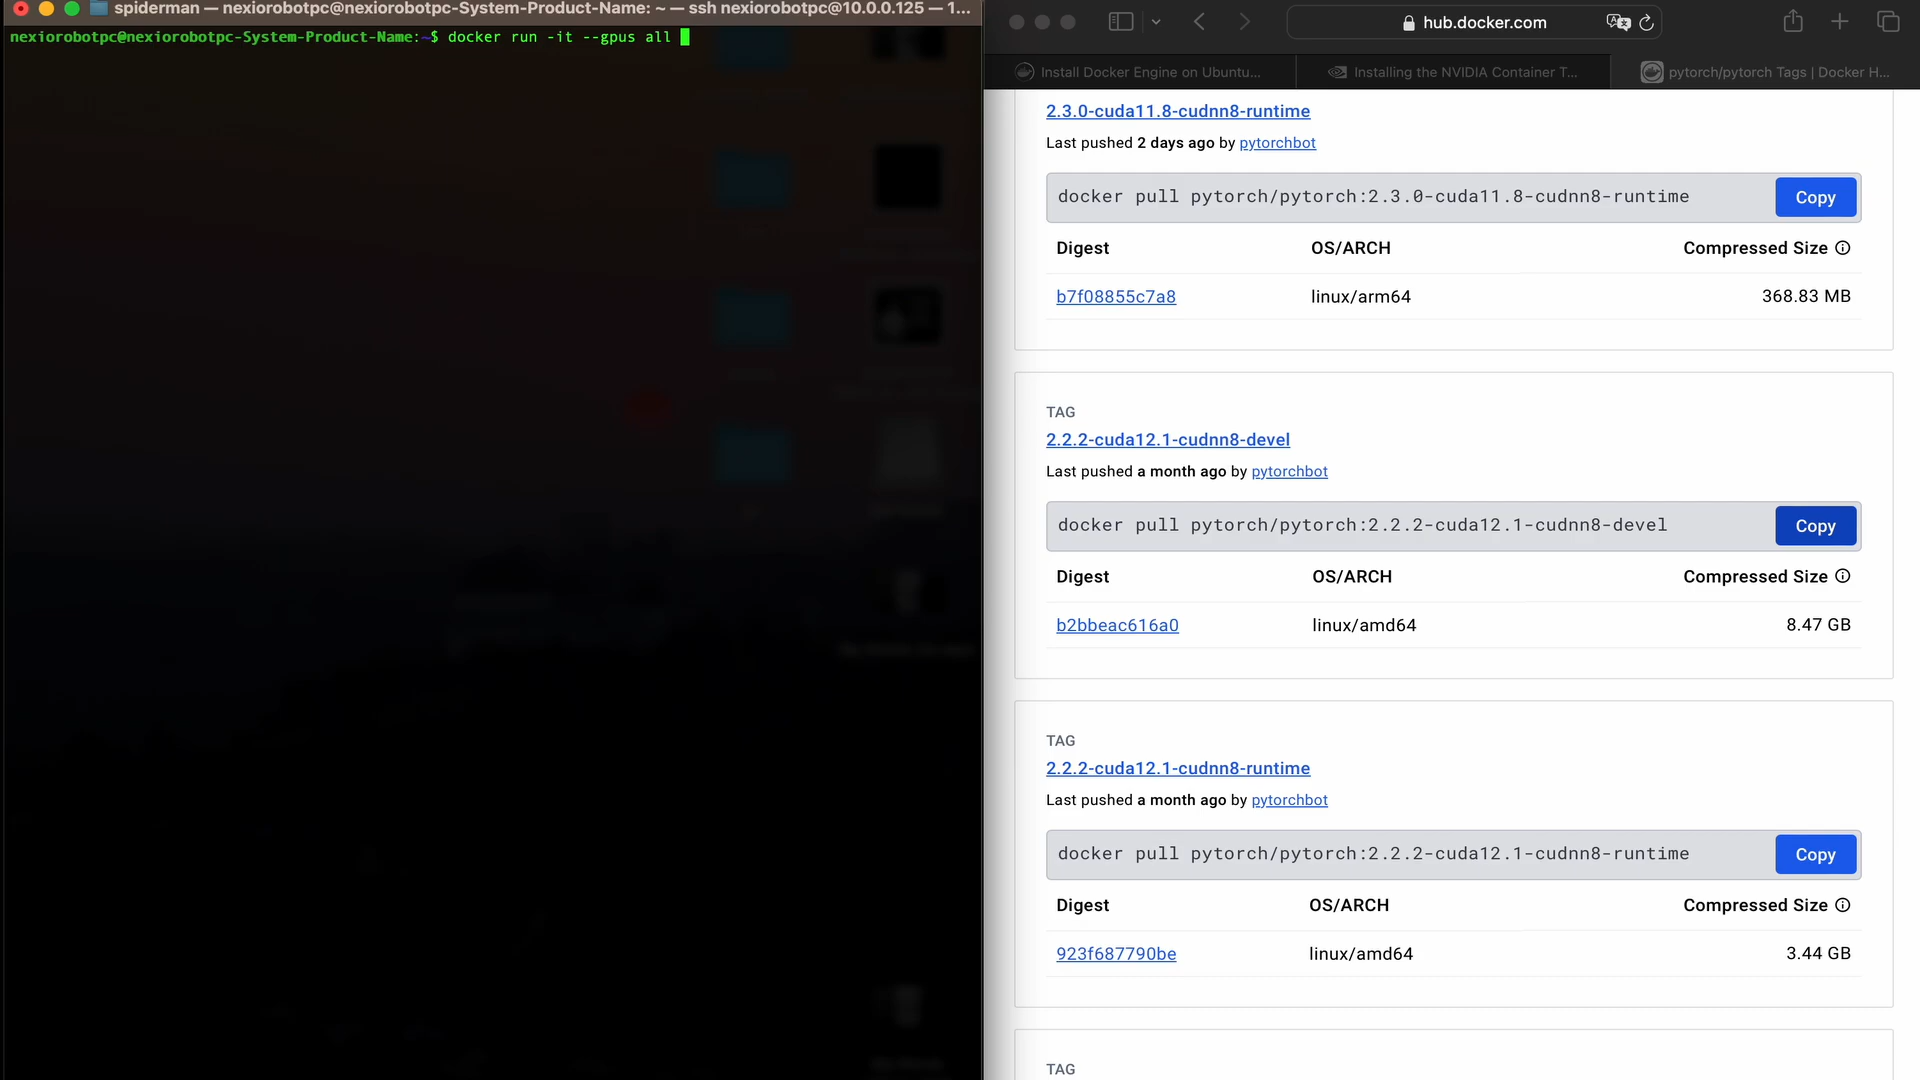 spiderman — nexiorobotpc@nexiorobotpc-System-Product-Name: ~ — ssh nexiorobotpc@10.0.0.125 — 1...
nexiorobotpc@nexiorobotpc-System-Product-Name:~$ docker run -it --gpus all
hub.docker.com
Install Docker Engine on Ubuntu...
Installing the NVIDIA Container T...
pytorch/pytorch Tags | Docker H...
2.3.0-cuda11.8-cudnn8-runtime
Last pushed 2 days ago by pytorchbot
docker pull pytorch/pytorch:2.3.0-cuda11.8-cudnn8-runtime
Copy
Digest OS/ARCH Compressed Size
b7f08855c7a8 linux/arm64 368.83 MB
TAG
2.2.2-cuda12.1-cudnn8-devel
Last pushed a month ago by pytorchbot
docker pull pytorch/pytorch:2.2.2-cuda12.1-cudnn8-devel
Copy
Digest OS/ARCH Compressed Size
b2bbeac616a0 linux/amd64 8.47 GB
TAG
2.2.2-cuda12.1-cudnn8-runtime
Last pushed a month ago by pytorchbot
docker pull pytorch/pytorch:2.2.2-cuda12.1-cudnn8-runtime
Copy
Digest OS/ARCH Compressed Size
923f687790be linux/amd64 3.44 GB
TAG